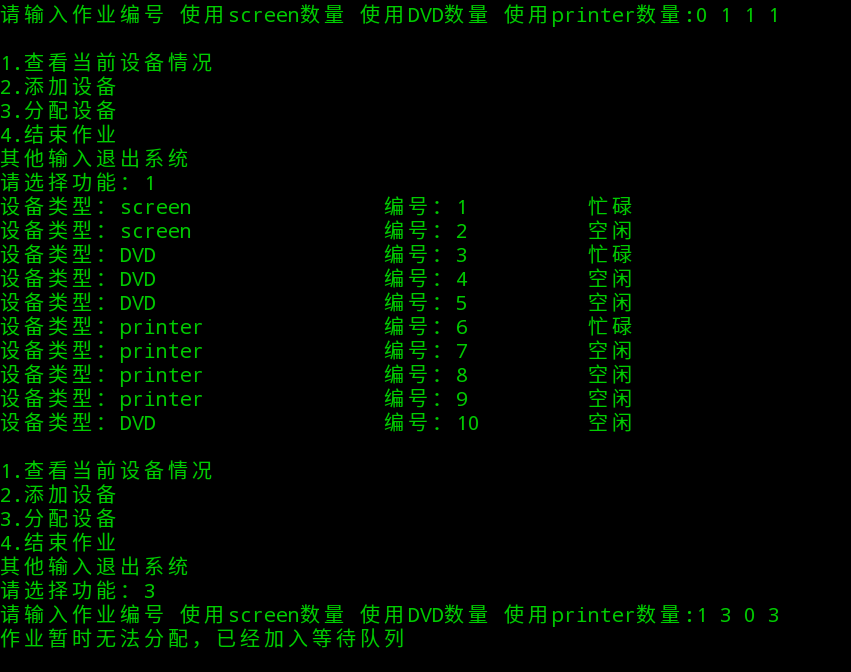 请输入作业编号 使用screen数量 使用DVD数量 使用printer数量:0 1 1 1
1.查看当前设备情况
2.添加设备
3.分配设备
4.结束作业
其他输入退出系统
请选择功能: 1
设备类型: screen 编号: 1 忙碌
设备类型: screen 编号: 2 空闲
设备类型: DVD 编号: 3 忙碌
设备类型: DVD 编号: 4 空闲
设备类型: DVD 编号: 5 空闲
设备类型: printer 编号: 6 忙碌
设备类型: printer 编号: 7 空闲
设备类型: printer 编号: 8 空闲
设备类型: printer 编号: 9 空闲
设备类型: DVD 编号: 10 空闲
1.查看当前设备情况
2.添加设备
3.分配设备
4.结束作业
其他输入退出系统
请选择功能: 3
请输入作业编号 使用screen数量 使用DVD数量 使用printer数量:1 3 0 3
作业暂时无法分配，已经加入等待队列